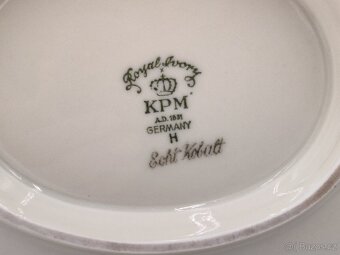 Royal Ivory
KPM
A.D. 1831
GERMANY
H
Echt Kobalt